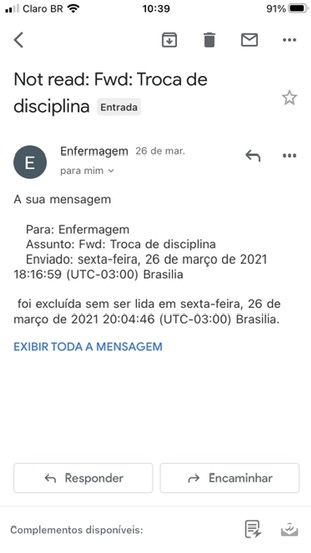 Claro BR 10:39 91%
Not read: Fwd: Troca de
disciplina Entrada
E Enfermagem 26 de mar.
para mim
A sua mensagem
Para: Enfermagem
Assunto: Fwd: Troca de disciplina
Enviado: sexta-feira, 26 de março de 2021
18:16:59 (UTC-03:00) Brasilia
foi excluída sem ser lida em sexta-feira, 26 de
março de 2021 20:04:46 (UTC-03:00) Brasilia.
EXIBIR TODA A MENSAGEM
Responder Encaminhar
Complementos disponíveis: